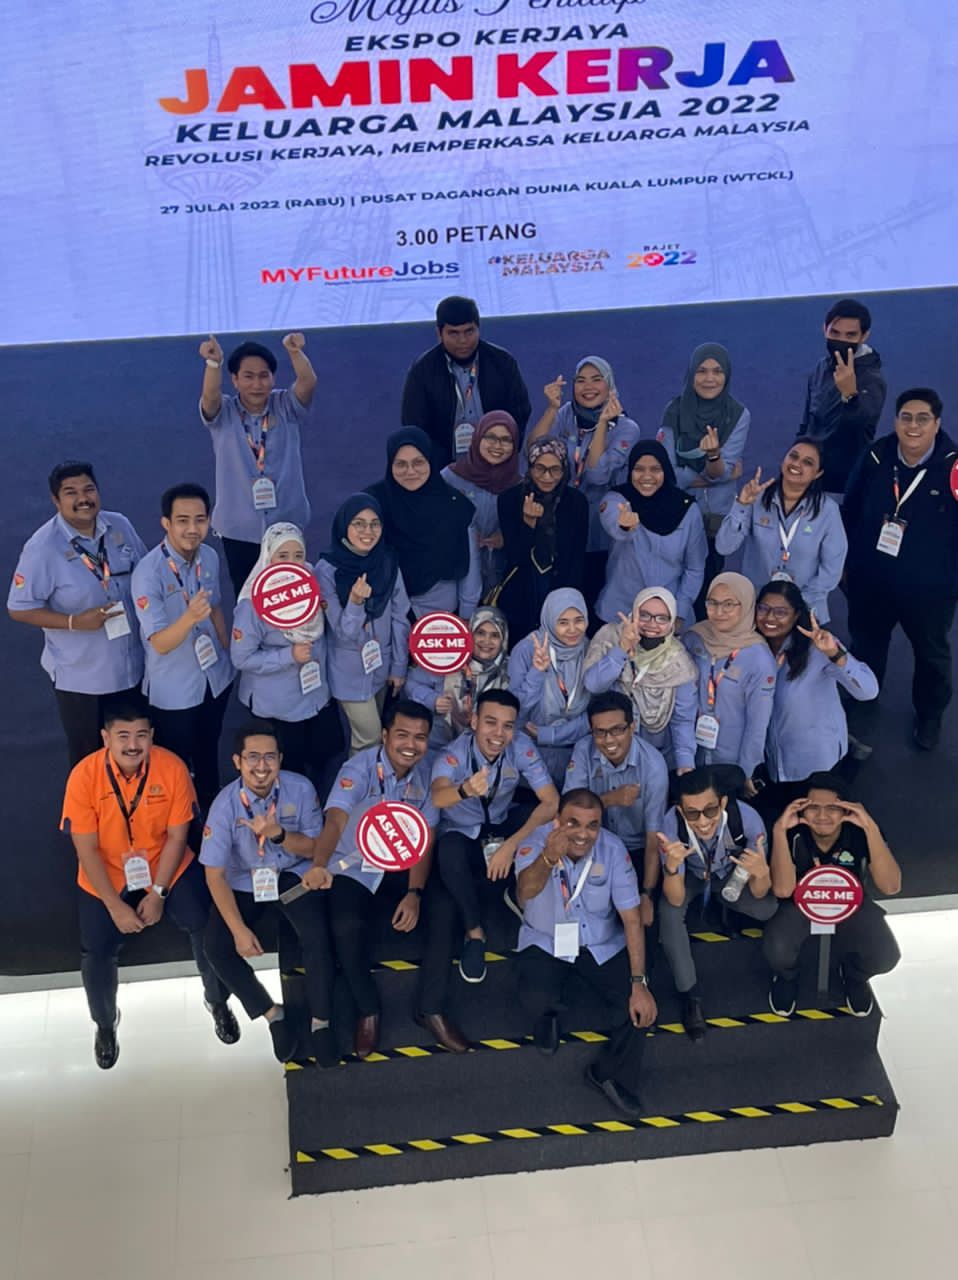 Majlis Penutup
EKSPO KERJAYA
JAMIN KERJA
KELUARGA MALAYSIA 2022
REVOLUSI KERJAYA, MEMPERKASA KELUARGA MALAYSIA
27 JULAI 2022 (RABU) | PUSAT DAGANGAN DUNIA KUALA LUMPUR (WTCKL)
3.00 PETANG
MYFutureJobs
#KELUARGA
MALAYSIA
BAJET
2022
ASK ME
ASK ME
ASK ME
ASK ME